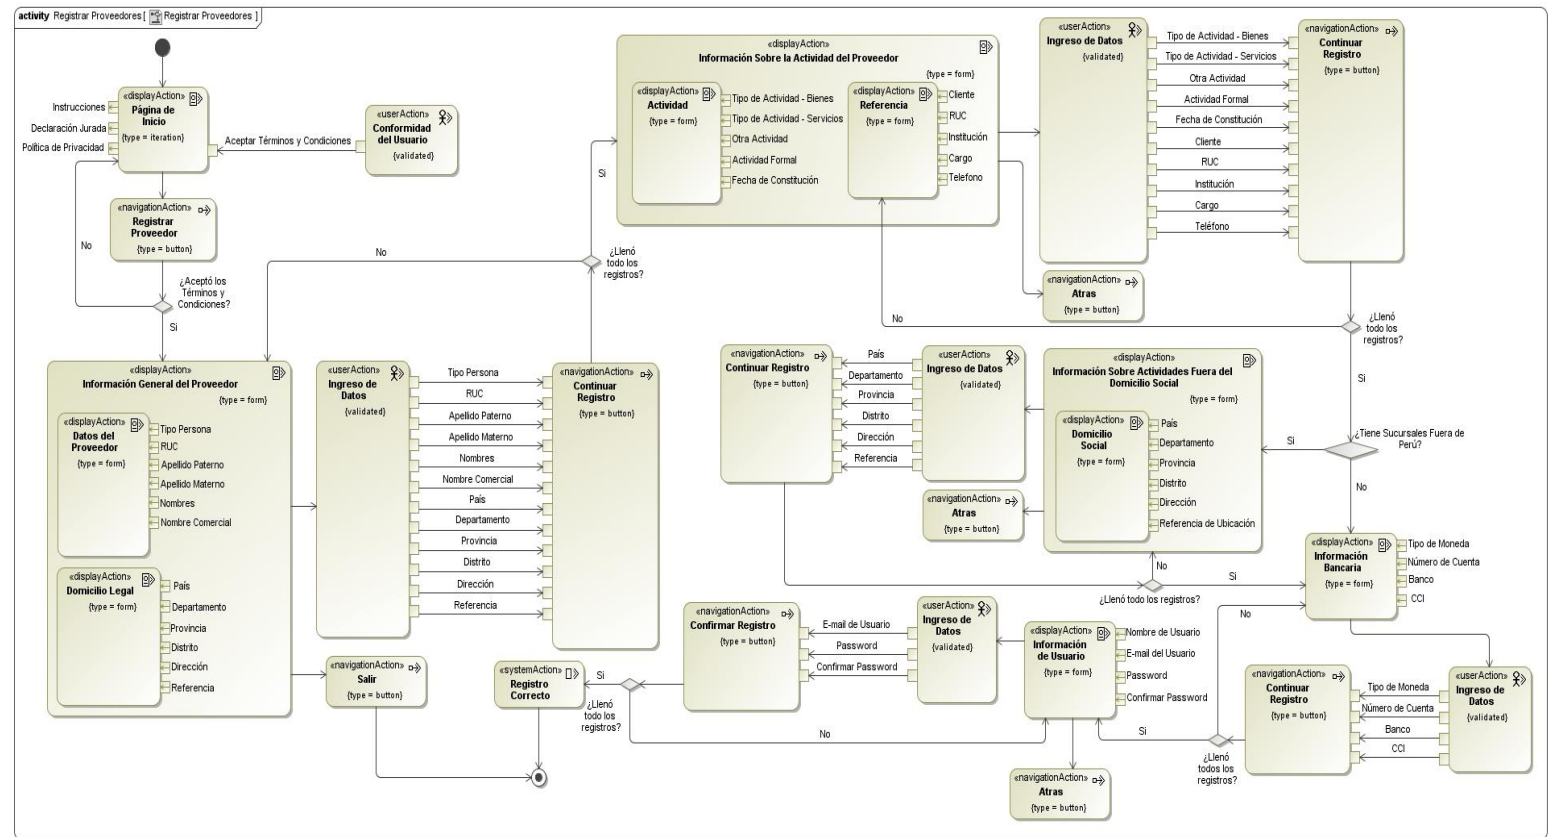 activity Registrar Proveedores [ Registrar Proveedores ]
«displayAction»
Página de
Inicio
{type = iteration}
Instrucciones
Declaración Jurada
Política de Privacidad
Aceptar Términos y Condiciones
«userAction»
Conformidad
del Usuario
{validated}
«navigationAction»
Registrar
Proveedor
{type = button}
No
¿Aceptó los
Términos y
Condiciones?
Si
«displayAction»
Información General del Proveedor
{type = form}
«displayAction»
Datos del
Proveedor
{type = form}
Tipo Persona
RUC
Apellido Paterno
Apellido Materno
Nombres
Nombre Comercial
«displayAction»
Domicilio Legal
{type = form}
País
Departamento
Provincia
Distrito
Dirección
Referencia
«userAction»
Ingreso de
Datos
{validated}
Tipo Persona
RUC
Apellido Paterno
Apellido Materno
Nombres
Nombre Comercial
País
Departamento
Provincia
Distrito
Dirección
Referencia
«navigationAction»
Continuar
Registro
{type = button}
«navigationAction»
Salir
{type = button}
No
¿Llenó
todo los
registros?
Si
«displayAction»
Información Sobre la Actividad del Proveedor
{type = form}
«displayAction»
Actividad
{type = form}
Tipo de Actividad - Bienes
Tipo de Actividad - Servicios
Otra Actividad
Actividad Formal
Fecha de Constitución
«displayAction»
Referencia
{type = form}
Cliente
RUC
Institución
Cargo
Telefono
«userAction»
Ingreso de Datos
{validated}
Tipo de Actividad - Bienes
Tipo de Actividad - Servicios
Otra Actividad
Actividad Formal
Fecha de Constitución
Cliente
RUC
Institución
Cargo
Teléfono
«navigationAction»
Continuar
Registro
{type = button}
«navigationAction»
Atras
{type = button}
No
¿Llenó
todo los
registros?
Si
¿Tiene Sucursales Fuera de
Perú?
Si
No
«displayAction»
Información Sobre Actividades Fuera del
Domicilio Social
{type = form}
«displayAction»
Domicilio
Social
{type = form}
País
Departamento
Provincia
Distrito
Dirección
Referencia de Ubicación
«userAction»
Ingreso de Datos
{validated}
País
Departamento
Provincia
Distrito
Dirección
Referencia
«navigationAction»
Continuar Registro
{type = button}
«navigationAction»
Atras
{type = button}
No
Si
¿Llenó todo los registros?
«displayAction»
Información
Bancaria
{type = form}
Tipo de Moneda
Número de Cuenta
Banco
CCI
«userAction»
Ingreso de
Datos
{validated}
Tipo de Moneda
Número de Cuenta
Banco
CCI
«navigationAction»
Continuar
Registro
{type = button}
No
Si
¿Llenó
todos los
registros?
«displayAction»
Información
de Usuario
{type = form}
Nombre de Usuario
E-mail del Usuario
Password
Confirmar Password
«navigationAction»
Atras
{type = button}
«userAction»
Ingreso de
Datos
{validated}
E-mail de Usuario
Password
Confirmar Password
«navigationAction»
Confirmar Registro
{type = button}
Si
¿Llenó
todo los
registros?
No
«systemAction»
Registro
Correcto